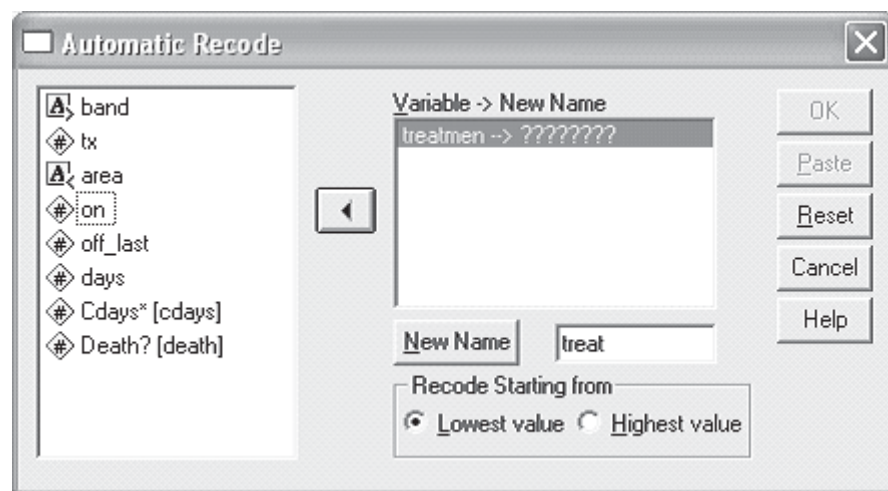 Automatic Recode
band
tx
area
on
off_last
days
Cdays* [cdays]
Death? [death]
Variable -> New Name
treatmen --> ????????
New Name
treat
Recode Starting from
Lowest value
Highest value
OK
Paste
Reset
Cancel
Help